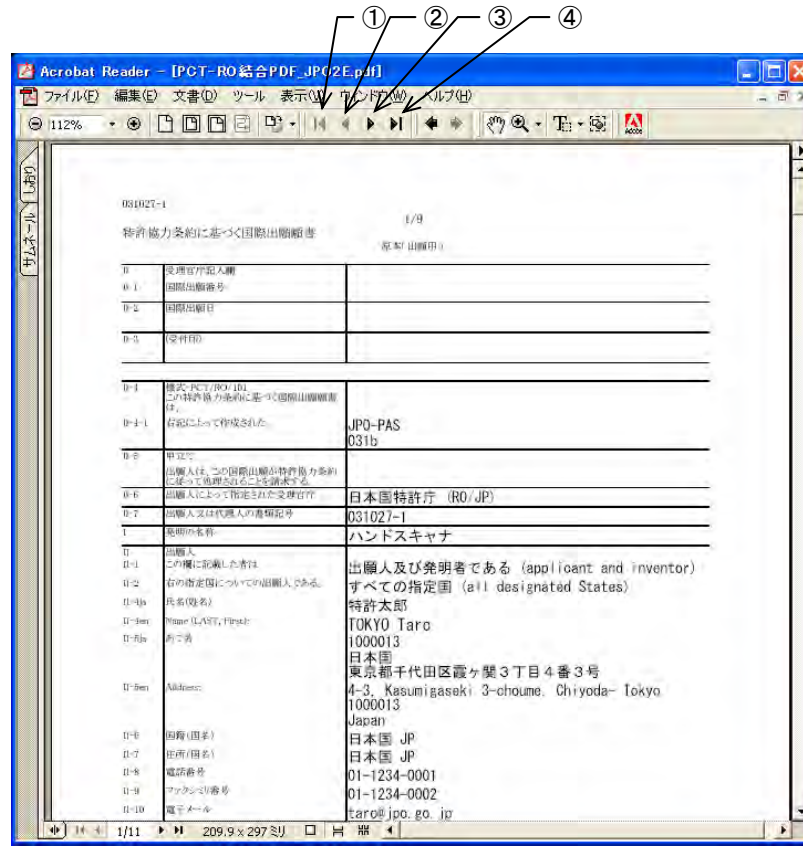 ① ② ③ ④
Acrobat Reader - [PCT-RO結合PDF_JPO2E.pdf]
ファイル(F) 編集(E) 文書(D) ツール 表示(V) ウィンドウ(W) ヘルプ(H)
112%
しおり
サムネール
031027-1
1/9
特許協力条約に基づく国際出願願書
原本(出願用)
0 受理官庁記入欄
0-1 国際出願番号
0-2 国際出願日
0-3 (受付印)
0-4 様式-PCT/RO/101
この特許協力条約に基づく国際出願願書
は、
0-4-1 右記によって作成された JPO-PAS
031b
0-5 申立て
出願人は、この国際出願が特許協力条約
に従って処理されることを請求する
0-6 出願人によって指定された受理官庁 日本国特許庁 (RO/JP)
0-7 出願人又は代理人の書類記号 031027-1
I 発明の名称 ハンドスキャナ
II 出願人
II-1 この欄に記載した者は 出願人及び発明者である (applicant and inventor)
II-2 右の指定国についての出願人である。 すべての指定国 (all designated States)
II-4ja 氏名(姓名) 特許太郎
II-4en Name (LAST, First): TOKYO Taro
II-5ja あて名 1000013
日本国
東京都千代田区霞ヶ関3丁目4番3号
II-5en Address: 4-3, Kasumigaseki 3-choume, Chiyoda- Tokyo
1000013
Japan
II-6 国籍(国名) 日本国 JP
II-7 住所(国名) 日本国 JP
II-8 電話番号 01-1234-0001
II-9 ファクシミリ番号 01-1234-0002
II-10 電子メール taro@jpo.go.jp
1/11 209.9 x 297 ミリ